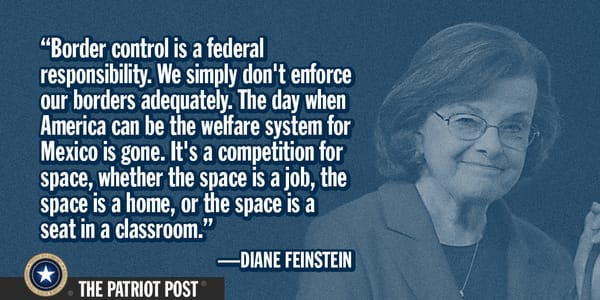 “Border control is a federal
responsibility. We simply don't enforce
our borders adequately. The day when
America can be the welfare system for
Mexico is gone. It's a competition for
space, whether the space is a job, the
space is a home, or the space is a
seat in a classroom.”
—DIANE FEINSTEIN
THE PATRIOT POST